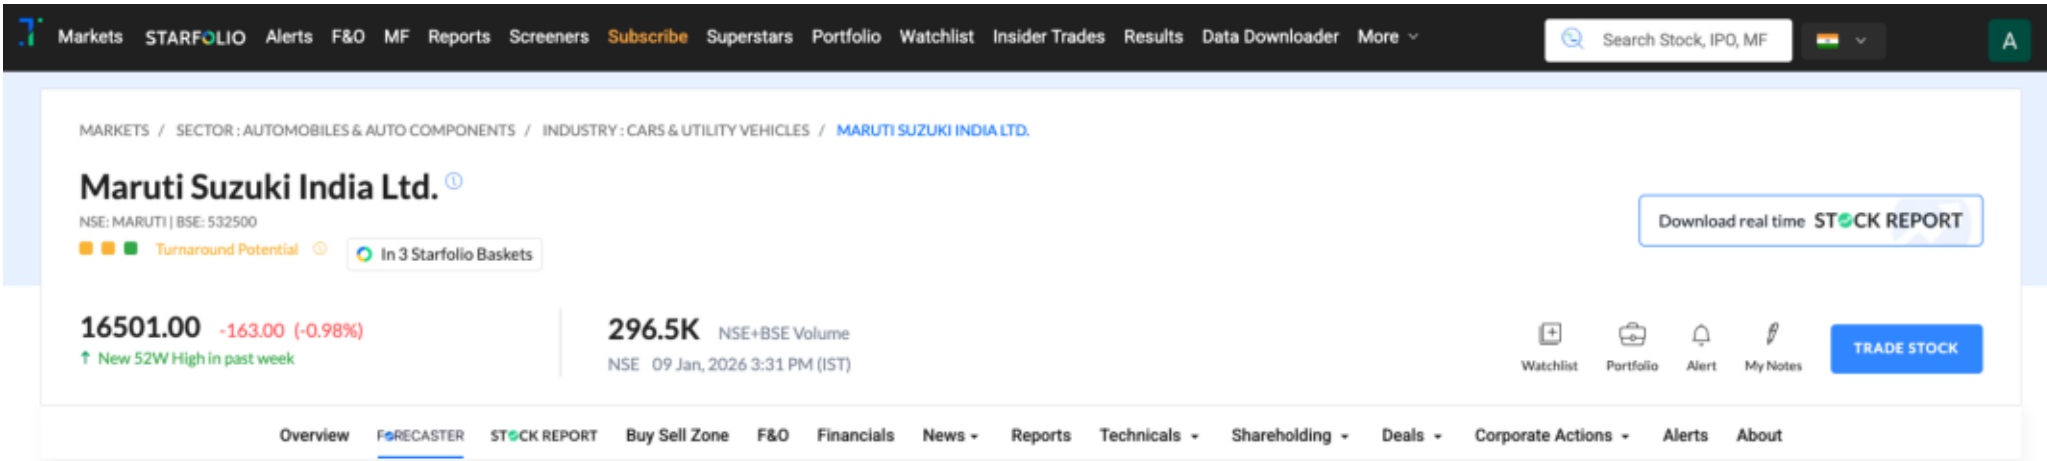 Markets STARFOLIO Alerts F&O MF Reports Screeners Subscribe Superstars Portfolio Watchlist Insider Trades Results Data Downloader More Search Stock, IPO, MF A
MARKETS / SECTOR : AUTOMOBILES & AUTO COMPONENTS / INDUSTRY : CARS & UTILITY VEHICLES / MARUTI SUZUKI INDIA LTD.
Maruti Suzuki India Ltd.
NSE: MARUTI | BSE: 532500
Turnaround Potential In 3 Starfolio Baskets
Download real time STOCK REPORT
16501.00 -163.00 (-0.98%)
↑ New 52W High in past week
296.5K NSE+BSE Volume
NSE 09 Jan, 2026 3:31 PM (IST)
Watchlist Portfolio Alert My Notes TRADE STOCK
Overview FORECASTER STOCK REPORT Buy Sell Zone F&O Financials News Reports Technicals Shareholding Deals Corporate Actions Alerts About